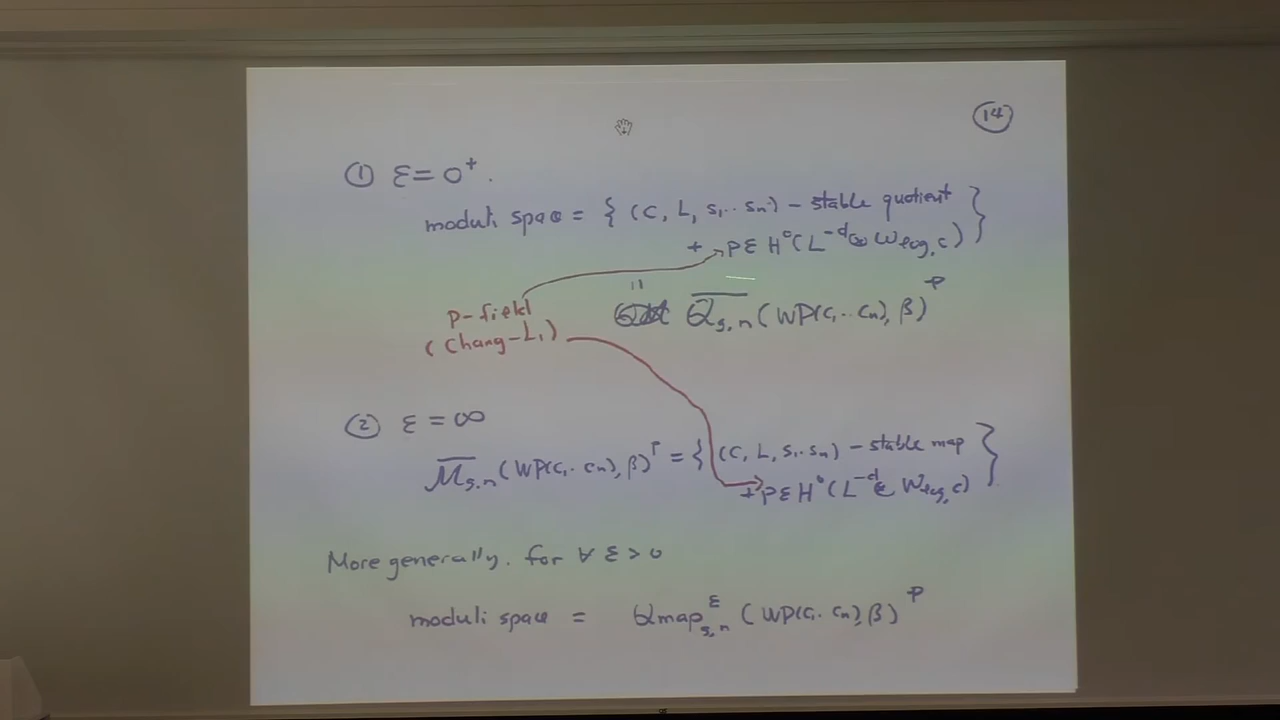 14
① ε = 0⁺.
moduli space = { (C, L, s₁..sₙ) – stable quotient
+ p ∈ H⁰(L⁻ᵈ ⊗ ω_{log,C}) }
p-field
(Chang-Li)
"
\overline{Q}_{g,n}(WP(c₁..cₙ), β)^P
② ε = ∞
\overline{M}_{g,n}(WP(c₁..cₙ), β)^P = { (C, L, s₁..sₙ) – stable map
+ p ∈ H⁰(L⁻ᵈ ⊗ ω_{log,C}) }
More generally. for ∀ ε > 0
moduli space = Qmap^ε_{g,n}(WP(c₁..cₙ), β)^P